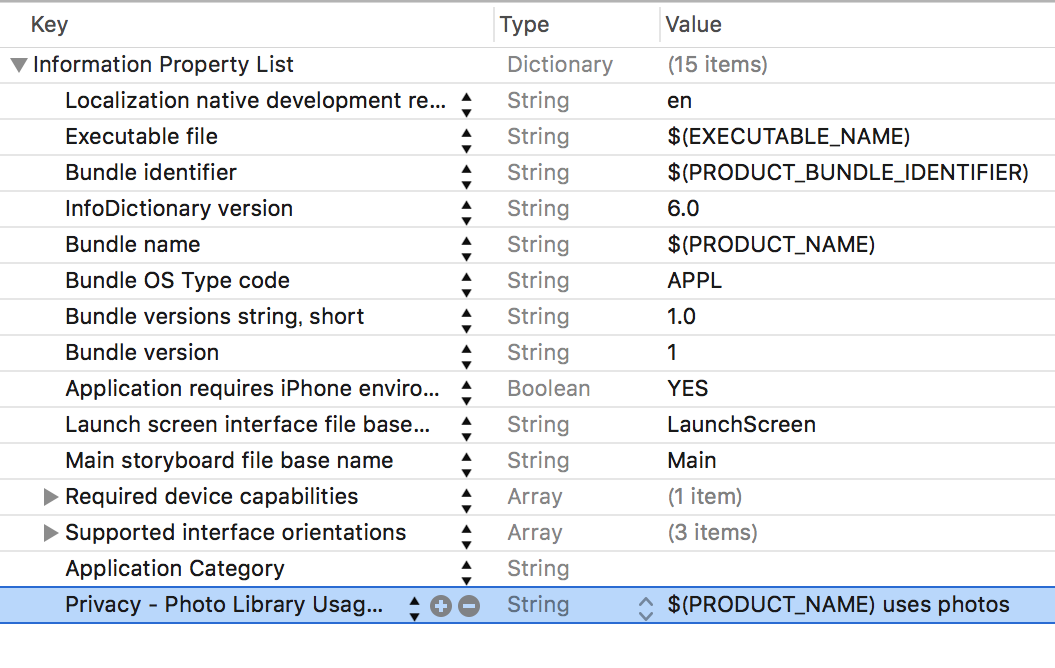 Key Type Value
Information Property List Dictionary (15 items)
Localization native development re... String en
Executable file String $(EXECUTABLE_NAME)
Bundle identifier String $(PRODUCT_BUNDLE_IDENTIFIER)
InfoDictionary version String 6.0
Bundle name String $(PRODUCT_NAME)
Bundle OS Type code String APPL
Bundle versions string, short String 1.0
Bundle version String 1
Application requires iPhone enviro... Boolean YES
Launch screen interface file base... String LaunchScreen
Main storyboard file base name String Main
Required device capabilities Array (1 item)
Supported interface orientations Array (3 items)
Application Category String
Privacy - Photo Library Usag... String $(PRODUCT_NAME) uses photos